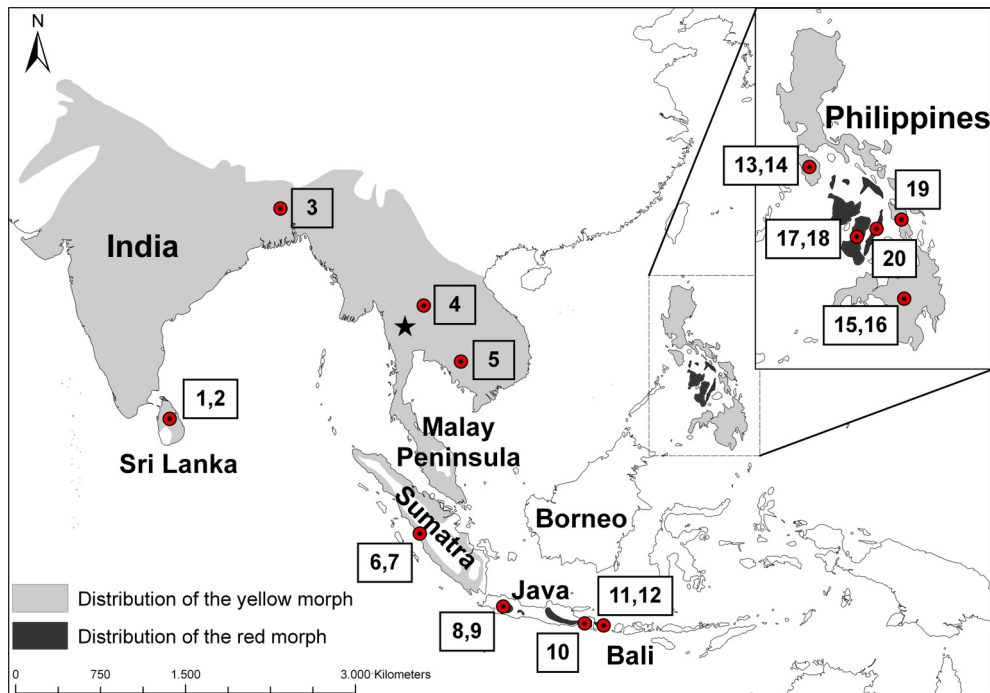 N
Philippines
13,14
19
3
India
17,18
20
4
15,16
5
1,2
Malay
Peninsula
Sri Lanka
Sumatra
Borneo
6,7
Java
11,12
Distribution of the yellow morph
8,9
Distribution of the red morph
10
Bali
0 750 1.500 3.000 Kilometers